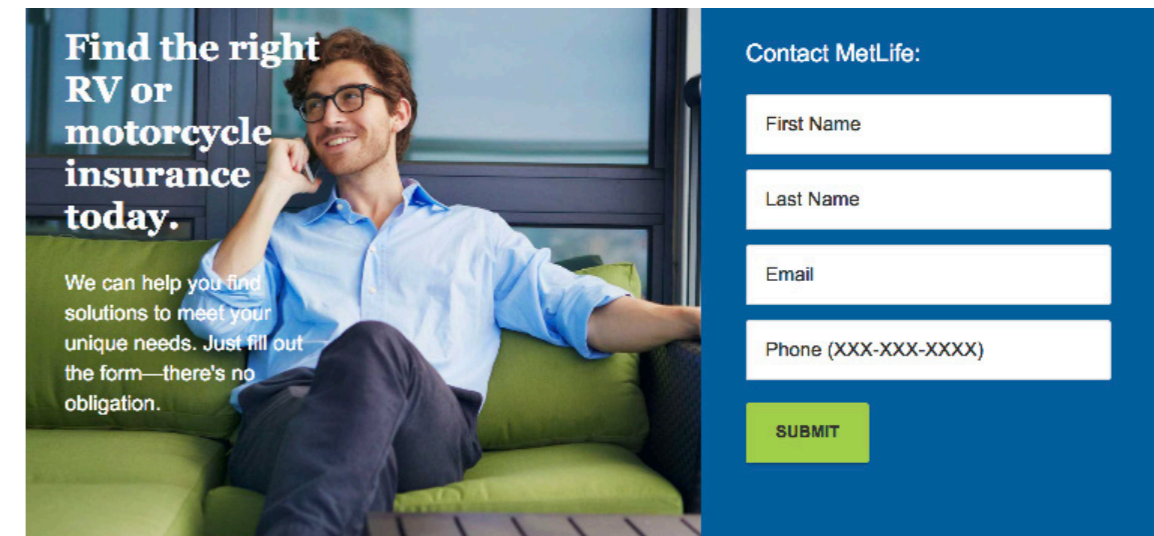 Find the right
RV or
motorcycle
insurance
today.
We can help you find
solutions to meet your
unique needs. Just fill out
the form—there's no
obligation.
Contact MetLife:
First Name
Last Name
Email
Phone (XXX-XXX-XXXX)
SUBMIT